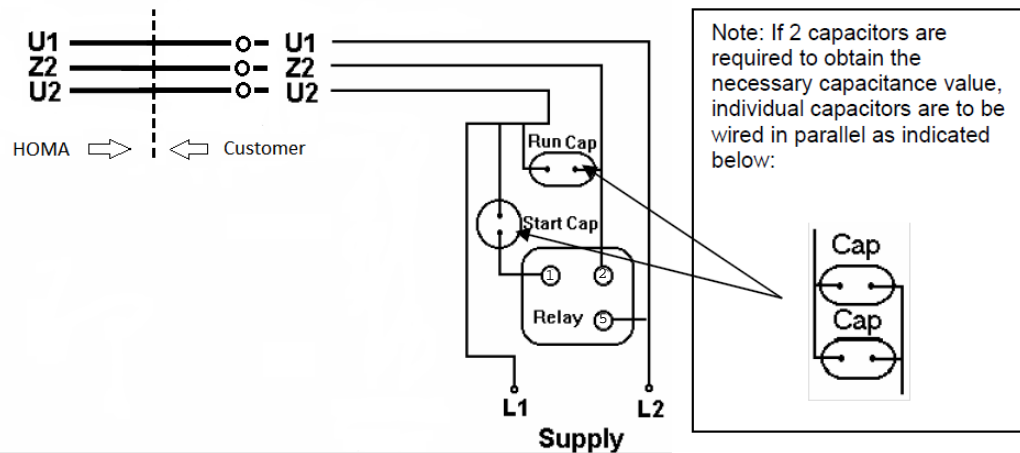 U1
Z2
U2
U1
Z2
U2
HOMA
Customer
Run Cap
Start Cap
1
2
Relay
5
L1
L2
Supply
Note: If 2 capacitors are
required to obtain the
necessary capacitance value,
individual capacitors are to be
wired in parallel as indicated
below:
Cap
Cap